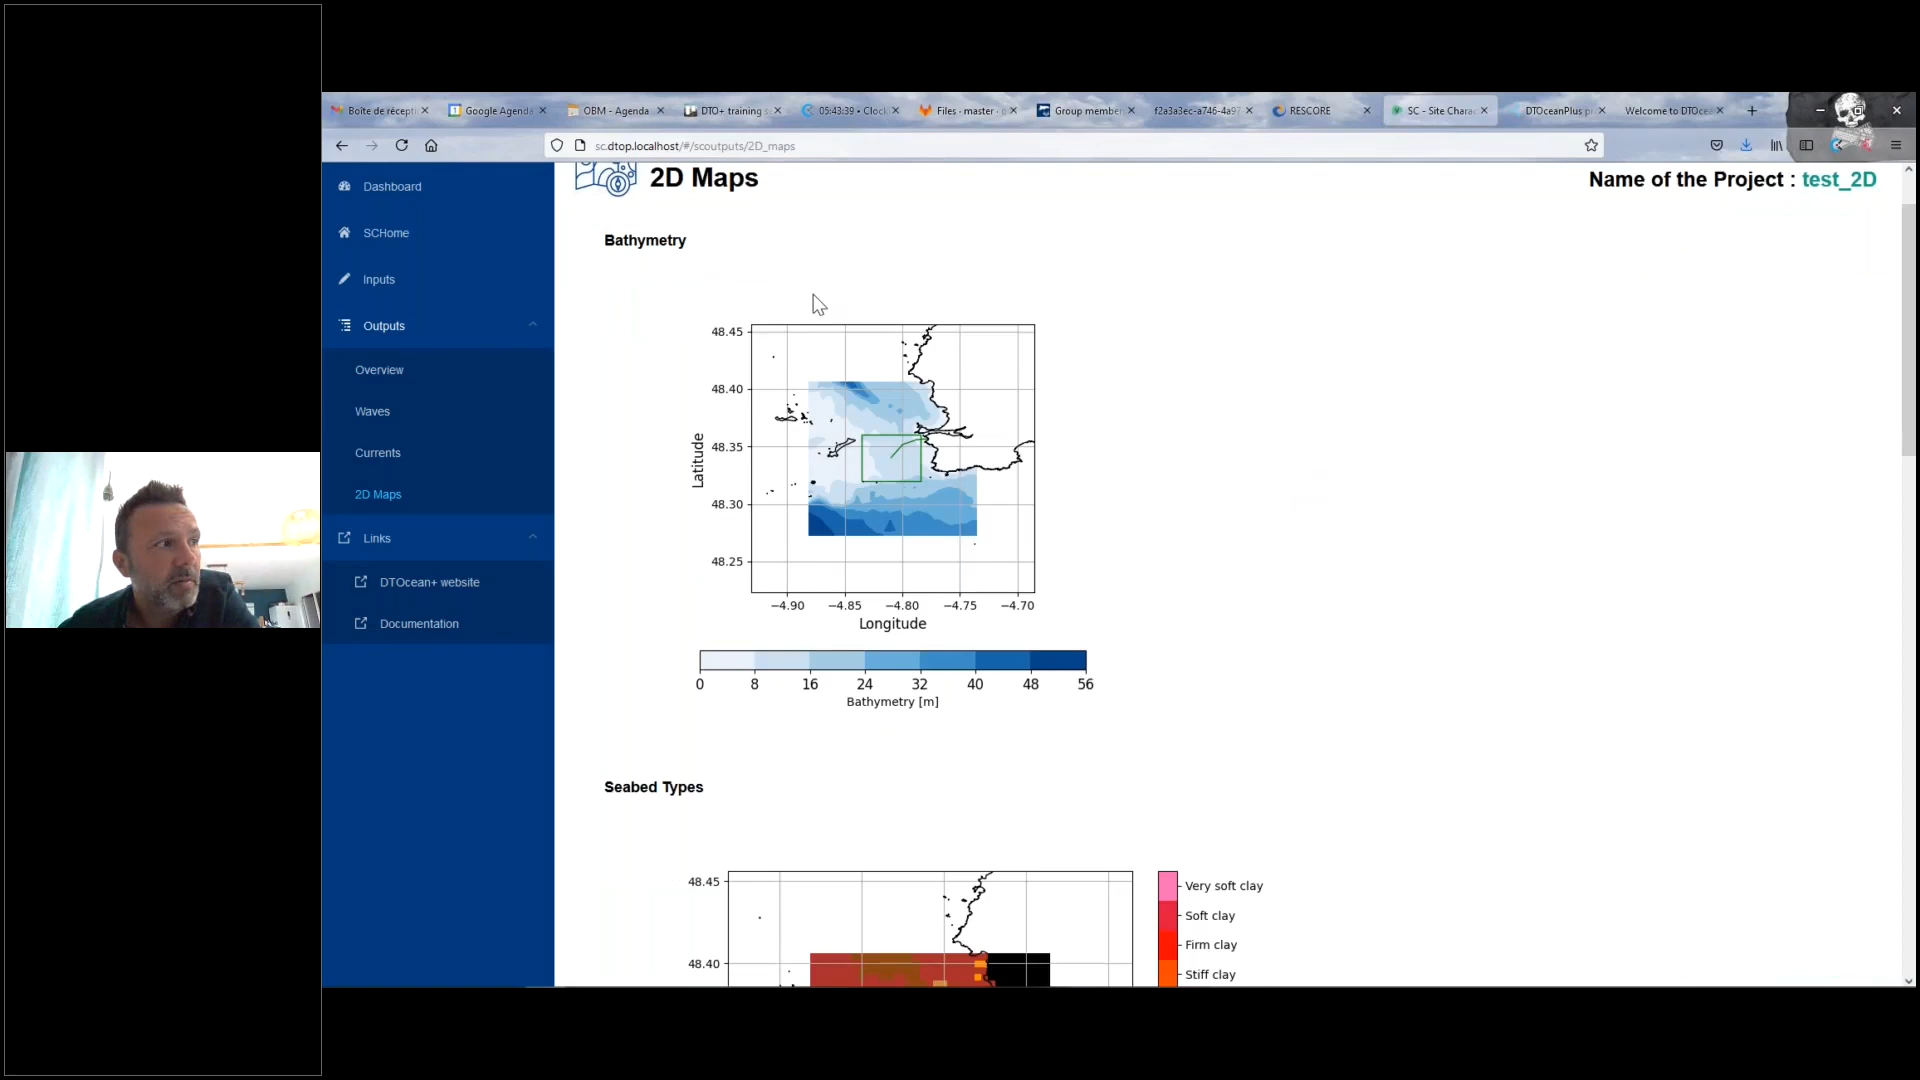 Boîte de récepti
Google Agenda
OBM - Agenda
DTO+ training s
05:43:39 • Clock
Files · master · o
Group member
f2a3a3ec-a746-4a97
RESCORE
SC - Site Charac
DTOceanPlus pr
Welcome to DTOce
sc.dtop.localhost/#/scoutputs/2D_maps
Dashboard
SCHome
Inputs
Outputs
Overview
Waves
Currents
2D Maps
Links
DTOcean+ website
Documentation
2D Maps
Name of the Project : test_2D
Bathymetry
48.45
48.40
48.35
48.30
48.25
Latitude
−4.90 −4.85 −4.80 −4.75 −4.70
Longitude
0 8 16 24 32 40 48 56
Bathymetry [m]
Seabed Types
48.45
48.40
Very soft clay
Soft clay
Firm clay
Stiff clay